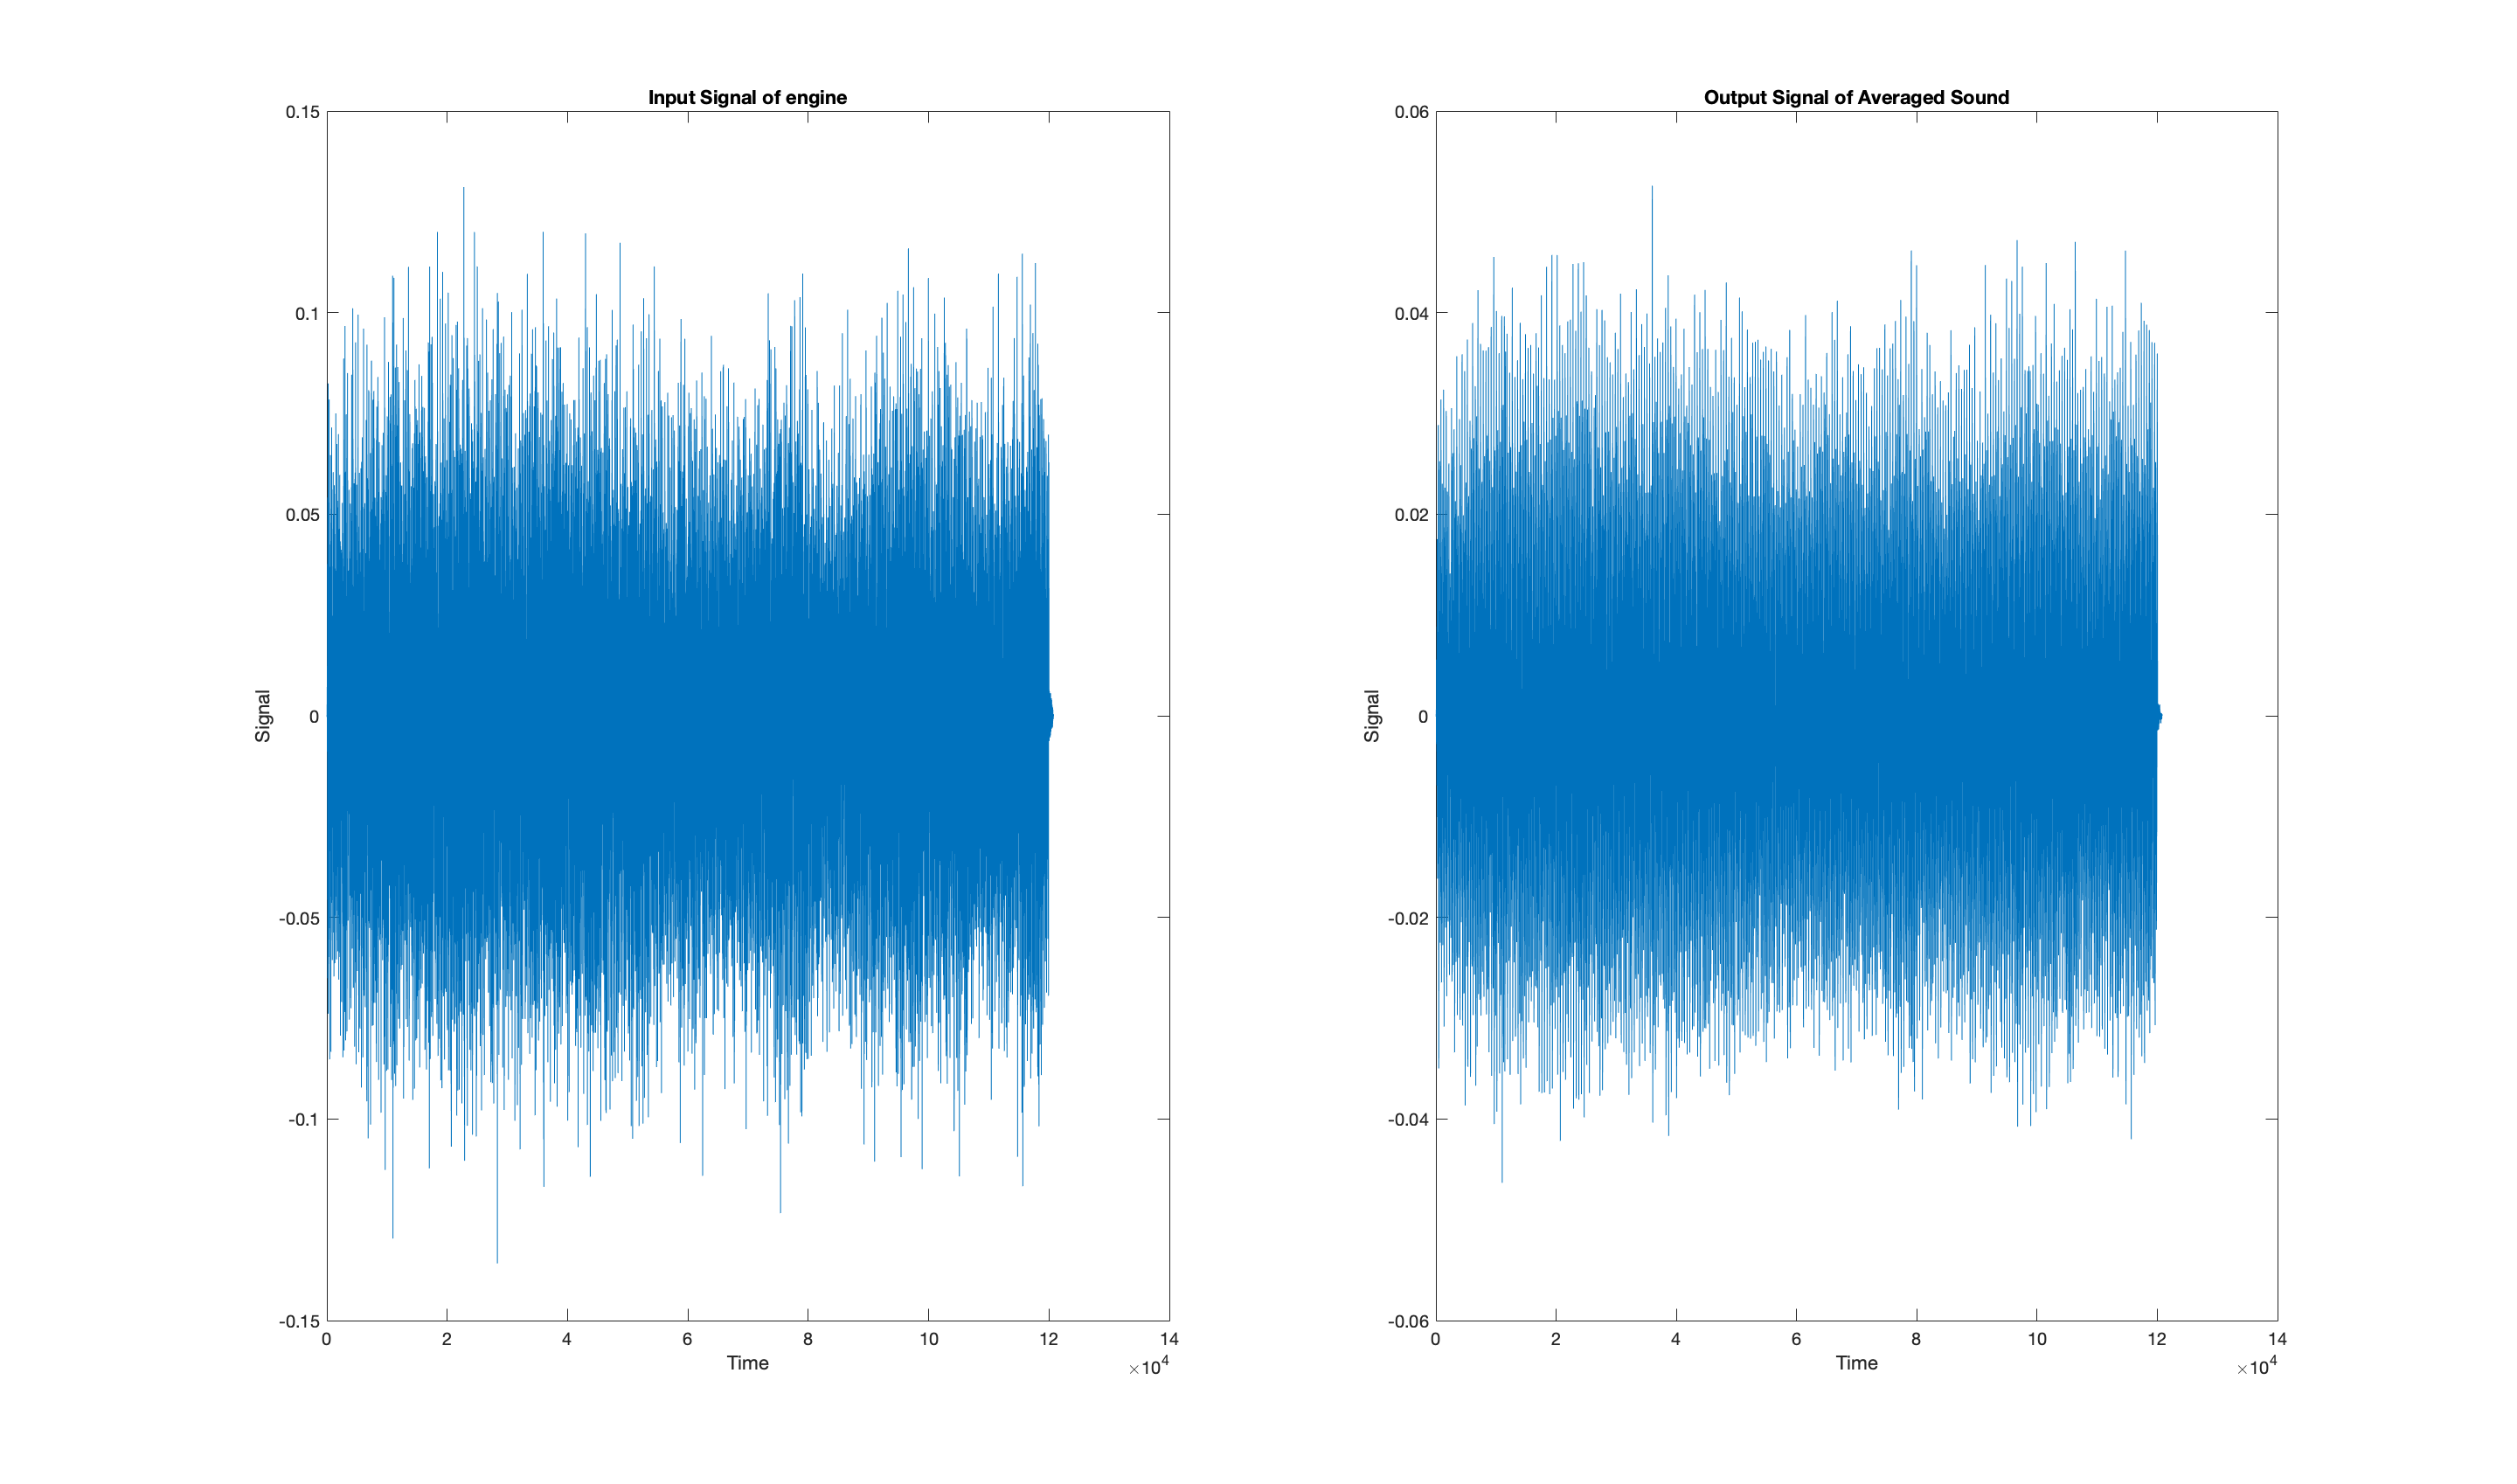 Input Signal of engine
0.15
0.1
0.05
0
-0.05
-0.1
-0.15
Signal
0 2 4 6 8 10 12 14
Time
×10⁴
Output Signal of Averaged Sound
0.06
0.04
0.02
0
-0.02
-0.04
-0.06
Signal
0 2 4 6 8 10 12 14
Time
×10⁴